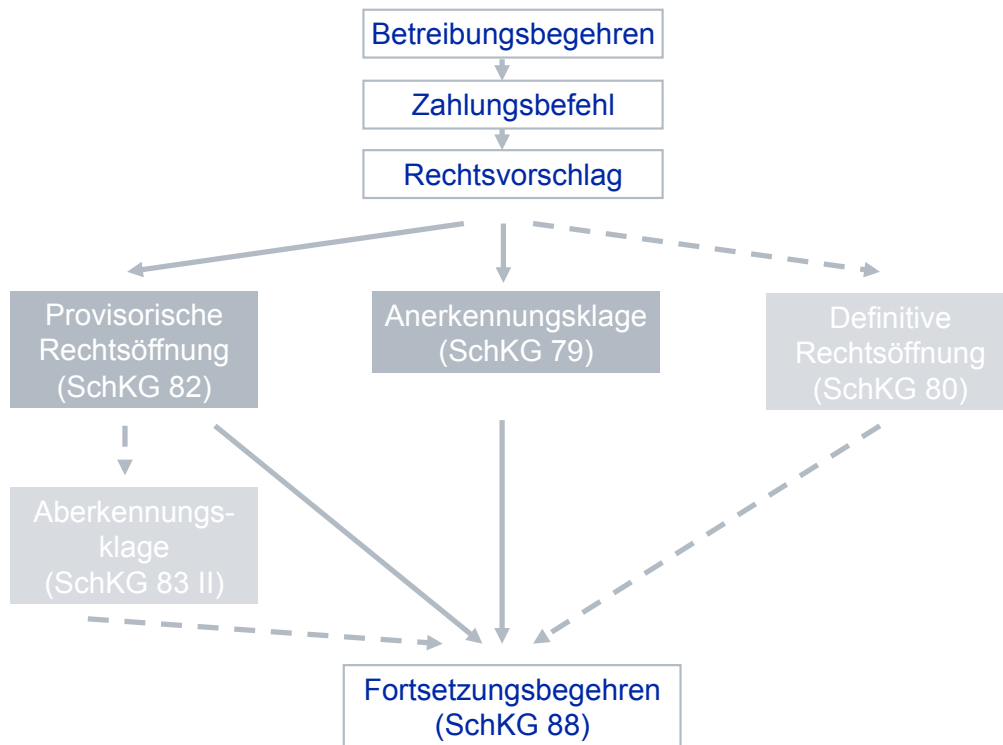 Betreibungsbegehren
Zahlungsbefehl
Rechtsvorschlag
Provisorische
Rechtsöffnung
(SchKG 82)
Anerkennungsklage
(SchKG 79)
Definitive
Rechtsöffnung
(SchKG 80)
Aberkennungs-
klage
(SchKG 83 II)
Fortsetzungsbegehren
(SchKG 88)